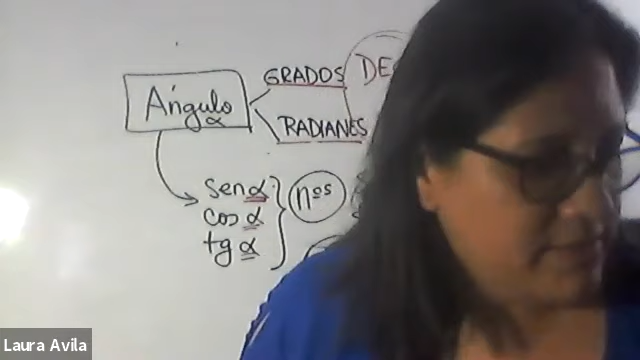 GRADOS DE
Ángulo α
RADIANES
sen α
cos α
tg α
nos
Laura Avila